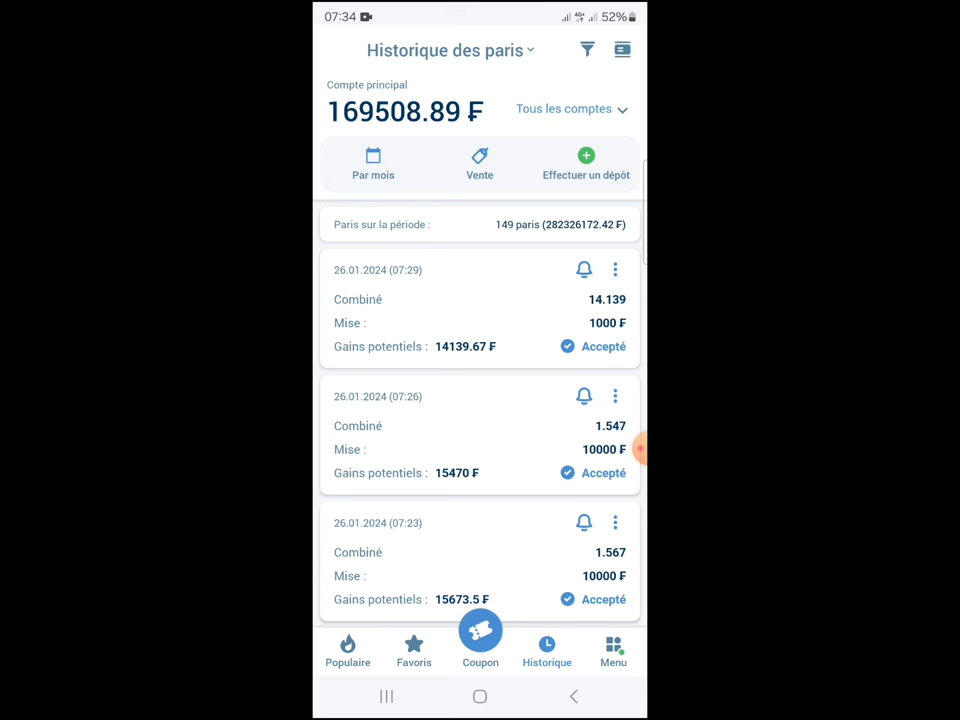 07:34 4G+ 52%
Historique des paris
Compte principal
169508.89 ₣ Tous les comptes
Par mois Vente Effectuer un dépôt
Paris sur la période : 149 paris (282326172.42 ₣)
26.01.2024 (07:29)
Combiné 14.139
Mise : 1000 ₣
Gains potentiels : 14139.67 ₣ Accepté
26.01.2024 (07:26)
Combiné 1.547
Mise : 10000 ₣
Gains potentiels : 15470 ₣ Accepté
26.01.2024 (07:23)
Combiné 1.567
Mise : 10000 ₣
Gains potentiels : 15673.5 ₣ Accepté
Populaire Favoris Coupon Historique Menu